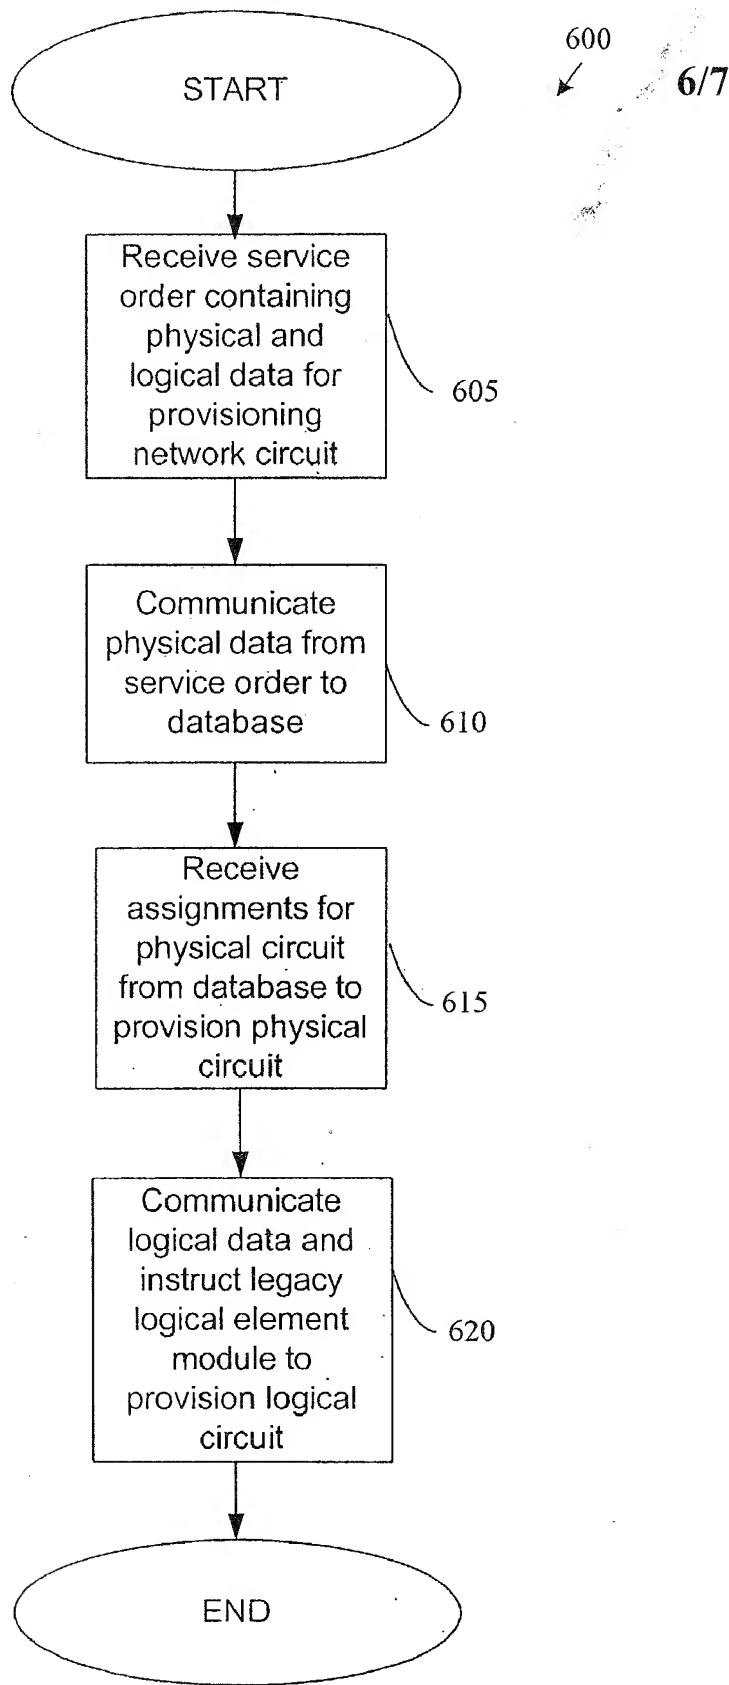 600
6/7
START
Receive service
order containing
physical and
logical data for
provisioning
network circuit
605
Communicate
physical data from
service order to
database
610
Receive
assignments for
physical circuit
from database to
provision physical
circuit
615
Communicate
logical data and
instruct legacy
logical element
module to
provision logical
circuit
620
END